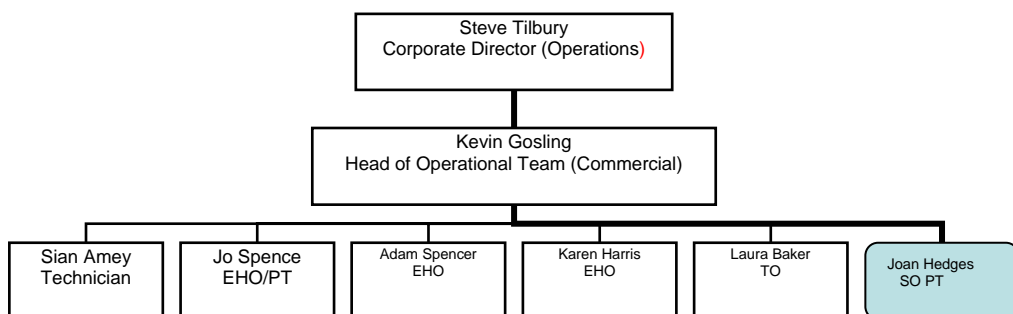 Steve Tilbury
Corporate Director (Operations)
Kevin Gosling
Head of Operational Team (Commercial)
Sian Amey
Technician
Jo Spence
EHO/PT
Adam Spencer
EHO
Karen Harris
EHO
Laura Baker
TO
Joan Hedges
SO PT